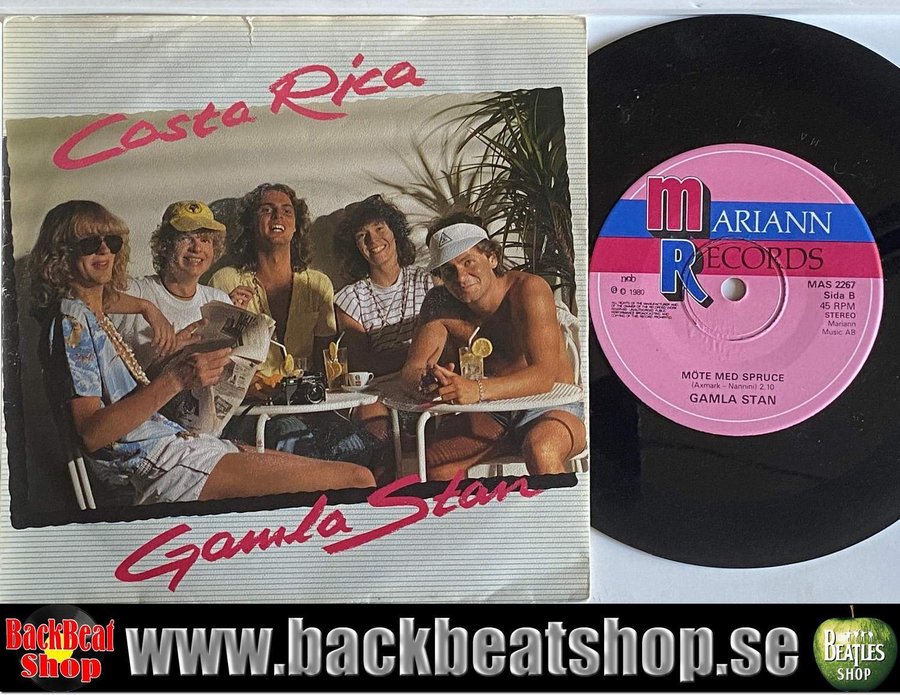 Costa Rica
Gamla Stan
MARIANN
RECORDS
ncb
Ⓟ © 1980
MAS 2267
Sida B
45 RPM
STEREO
Mariann
Music AB
MÖTE MED SPRUCE
(Axmark – Nannini) 2.10
GAMLA STAN
BackBeat
Shop
www.backbeatshop.se
BEATLES
SHOP